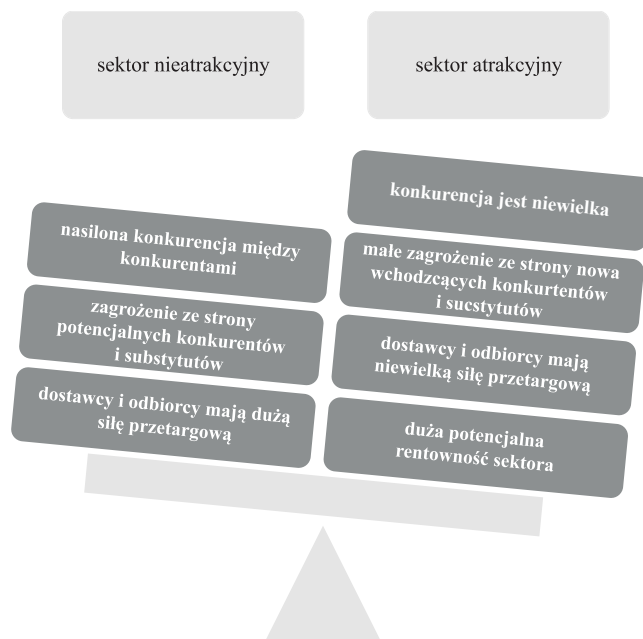 sektor nieatrakcyjny
sektor atrakcyjny
nasilona konkurencja między
konkurentami
zagrożenie ze strony
potencjalnych konkurentów
i substytutów
dostawcy i odbiorcy mają dużą
siłę przetargową
konkurencja jest niewielka
małe zagrożenie ze strony nowa
wchodzcących konkurtentów
i sucstytutów
dostawcy i odbiorcy mają
niewielką siłę przetargową
duża potencjalna
rentowność sektora